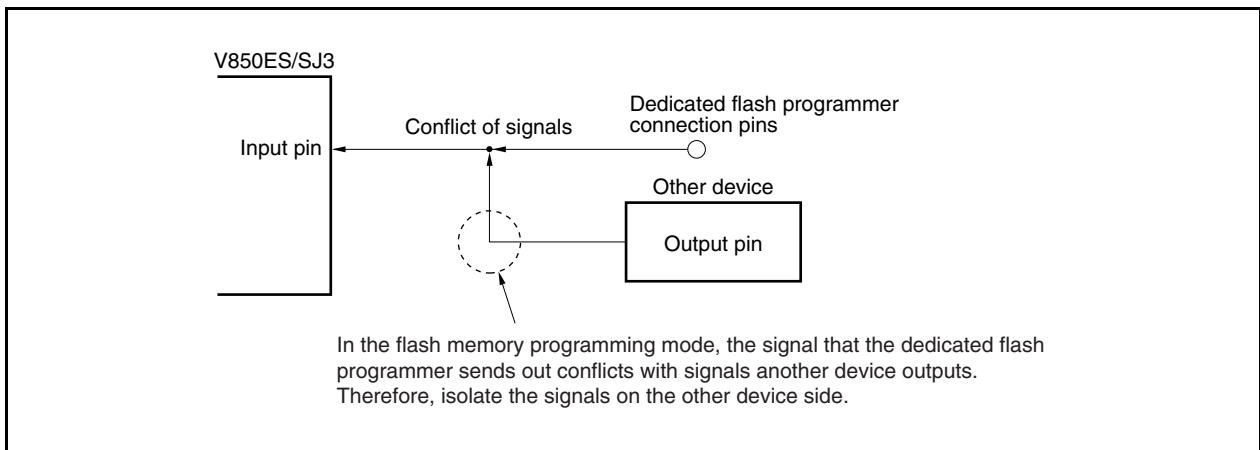 V850ES/SJ3
Dedicated flash programmer
connection pins
Conflict of signals
Input pin
Other device
Output pin
In the flash memory programming mode, the signal that the dedicated flash
programmer sends out conflicts with signals another device outputs.
Therefore, isolate the signals on the other device side.